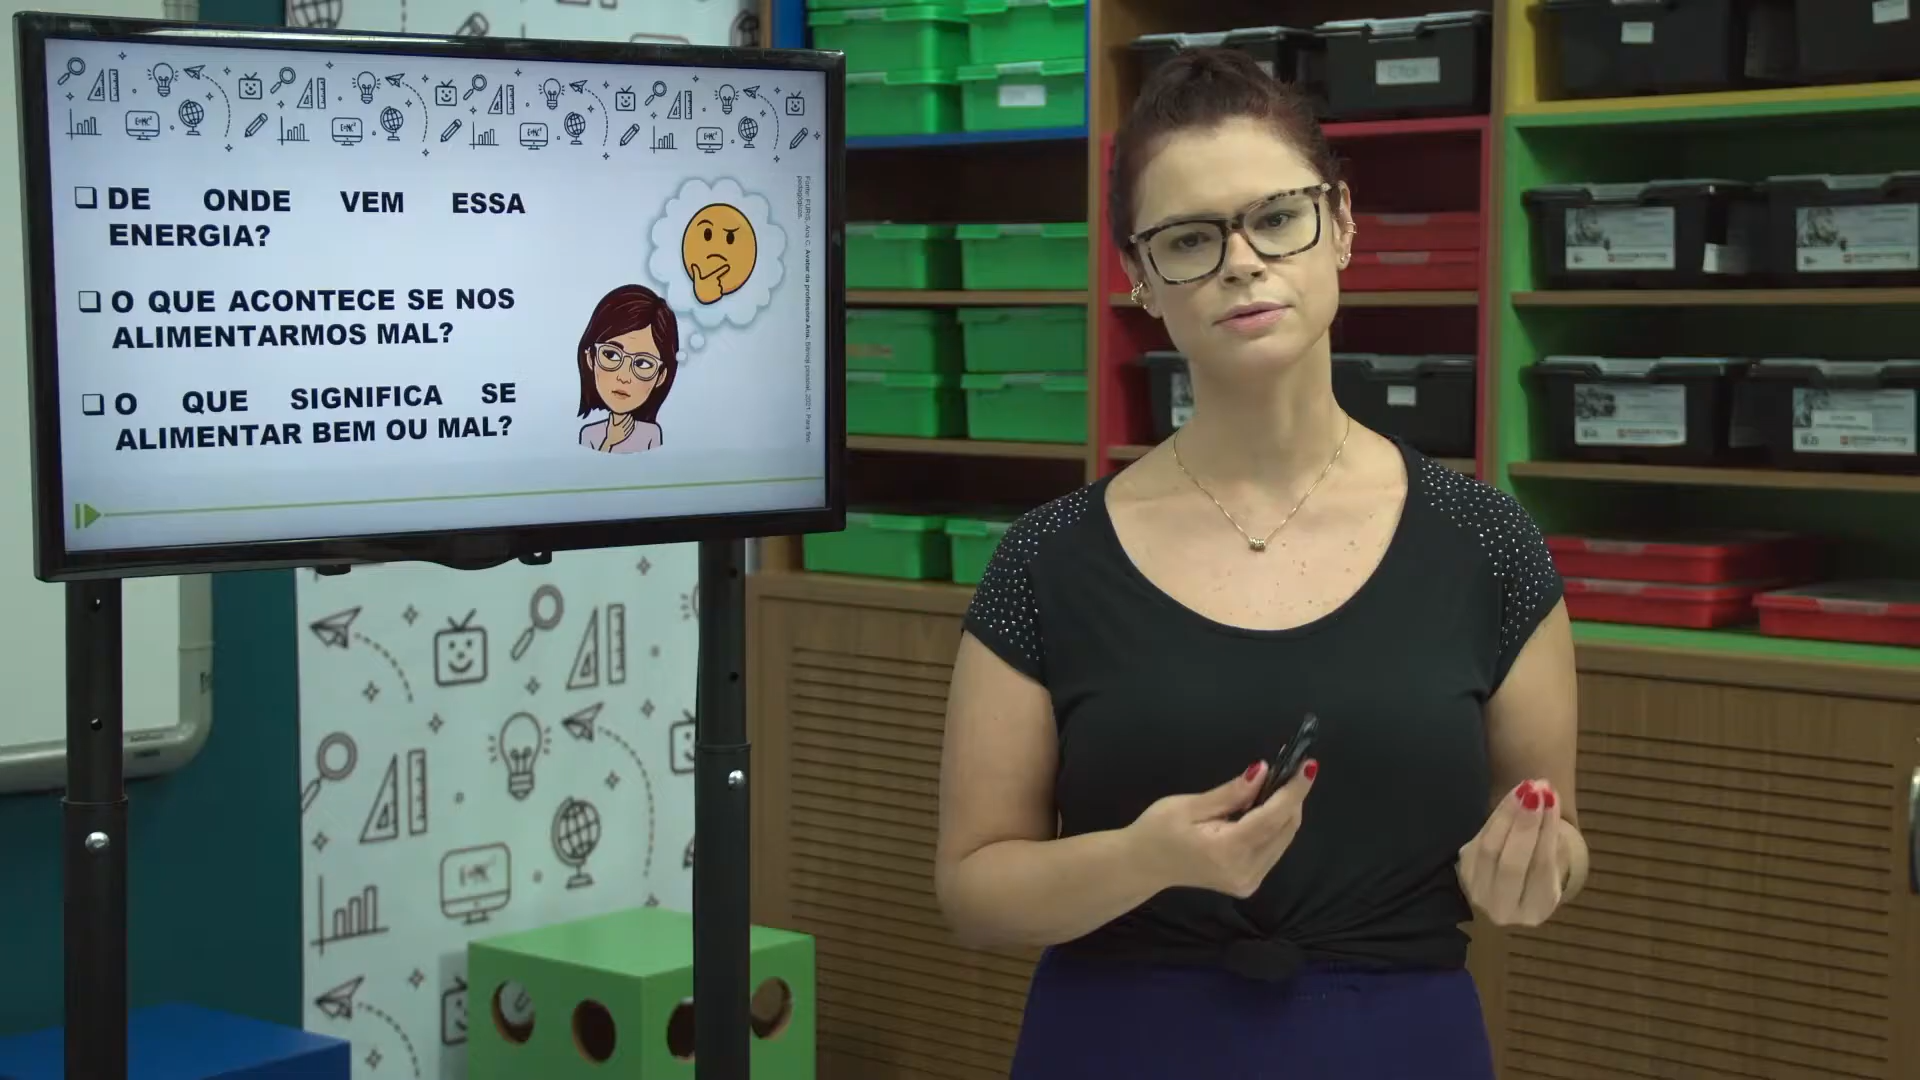 DE ONDE VEM ESSA
ENERGIA?
O QUE ACONTECE SE NOS
ALIMENTARMOS MAL?
O QUE SIGNIFICA SE
ALIMENTAR BEM OU MAL?